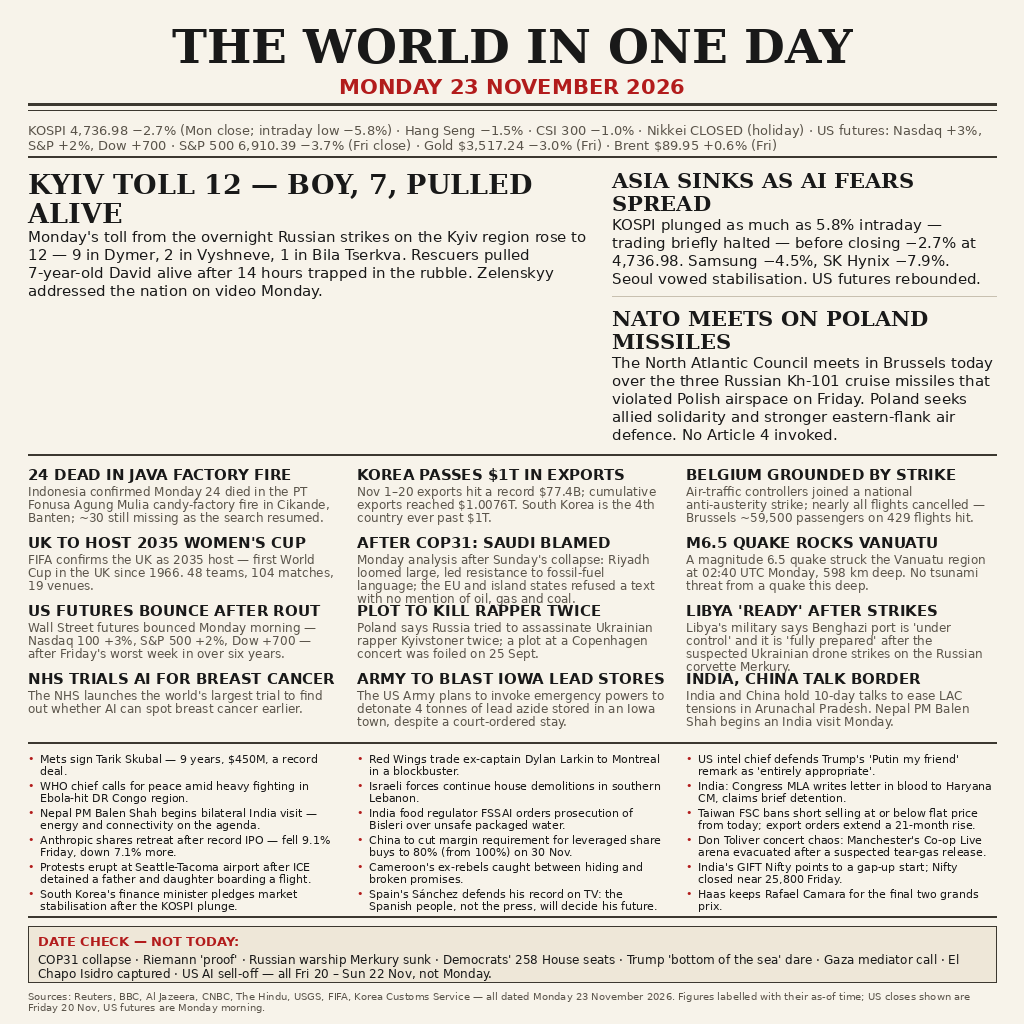 THE WORLD IN ONE DAY
MONDAY 23 NOVEMBER 2026
KOSPI 4,736.98 −2.7% (Mon close; intraday low −5.8%) · Hang Seng −1.5% · CSI 300 −1.0% · Nikkei CLOSED (holiday) · US futures: Nasdaq +3%,
S&P +2%, Dow +700 · S&P 500 6,910.39 −3.7% (Fri close) · Gold $3,517.24 −3.0% (Fri) · Brent $89.95 +0.6% (Fri)
KYIV TOLL 12 — BOY, 7, PULLED
ALIVE
Monday's toll from the overnight Russian strikes on the Kyiv region rose to
12 — 9 in Dymer, 2 in Vyshneve, 1 in Bila Tserkva. Rescuers pulled
7-year-old David alive after 14 hours trapped in the rubble. Zelenskyy
addressed the nation on video Monday.
ASIA SINKS AS AI FEARS
SPREAD
KOSPI plunged as much as 5.8% intraday —
trading briefly halted — before closing −2.7% at
4,736.98. Samsung −4.5%, SK Hynix −7.9%.
Seoul vowed stabilisation. US futures rebounded.
NATO MEETS ON POLAND
MISSILES
The North Atlantic Council meets in Brussels today
over the three Russian Kh-101 cruise missiles that
violated Polish airspace on Friday. Poland seeks
allied solidarity and stronger eastern-flank air
defence. No Article 4 invoked.
24 DEAD IN JAVA FACTORY FIRE
Indonesia confirmed Monday 24 died in the PT
Fonusa Agung Mulia candy-factory fire in Cikande,
Banten; ~30 still missing as the search resumed.
KOREA PASSES $1T IN EXPORTS
Nov 1–20 exports hit a record $77.4B; cumulative
exports reached $1.0076T. South Korea is the 4th
country ever past $1T.
BELGIUM GROUNDED BY STRIKE
Air-traffic controllers joined a national
anti-austerity strike; nearly all flights cancelled —
Brussels ~59,500 passengers on 429 flights hit.
UK TO HOST 2035 WOMEN'S CUP
FIFA confirms the UK as 2035 host — first World
Cup in the UK since 1966. 48 teams, 104 matches,
19 venues.
AFTER COP31: SAUDI BLAMED
Monday analysis after Sunday's collapse: Riyadh
loomed large, led resistance to fossil-fuel
language; the EU and island states refused a text
with no mention of oil, gas and coal.
M6.5 QUAKE ROCKS VANUATU
A magnitude 6.5 quake struck the Vanuatu region
at 02:40 UTC Monday, 598 km deep. No tsunami
threat from a quake this deep.
US FUTURES BOUNCE AFTER ROUT
Wall Street futures bounced Monday morning —
Nasdaq 100 +3%, S&P 500 +2%, Dow +700 —
after Friday's worst week in over six years.
PLOT TO KILL RAPPER TWICE
Poland says Russia tried to assassinate Ukrainian
rapper Kyivstoner twice; a plot at a Copenhagen
concert was foiled on 25 Sept.
LIBYA 'READY' AFTER STRIKES
Libya's military says Benghazi port is 'under
control' and it is 'fully prepared' after the
suspected Ukrainian drone strikes on the Russian
corvette Merkury.
NHS TRIALS AI FOR BREAST CANCER
The NHS launches the world's largest trial to find
out whether AI can spot breast cancer earlier.
ARMY TO BLAST IOWA LEAD STORES
The US Army plans to invoke emergency powers to
detonate 4 tonnes of lead azide stored in an Iowa
town, despite a court-ordered stay.
INDIA, CHINA TALK BORDER
India and China hold 10-day talks to ease LAC
tensions in Arunachal Pradesh. Nepal PM Balen
Shah begins an India visit Monday.
• Mets sign Tarik Skubal — 9 years, $450M, a record
deal.
• WHO chief calls for peace amid heavy fighting in
Ebola-hit DR Congo region.
• Nepal PM Balen Shah begins bilateral India visit —
energy and connectivity on the agenda.
• Anthropic shares retreat after record IPO — fell 9.1%
Friday, down 7.1% more.
• Protests erupt at Seattle-Tacoma airport after ICE
detained a father and daughter boarding a flight.
• South Korea's finance minister pledges market
stabilisation after the KOSPI plunge.
• Red Wings trade ex-captain Dylan Larkin to Montreal
in a blockbuster.
• Israeli forces continue house demolitions in southern
Lebanon.
• India food regulator FSSAI orders prosecution of
Bisleri over unsafe packaged water.
• China to cut margin requirement for leveraged share
buys to 80% (from 100%) on 30 Nov.
• Cameroon's ex-rebels caught between hiding and
broken promises.
• Spain's Sánchez defends his record on TV: the
Spanish people, not the press, will decide his future.
• US intel chief defends Trump's 'Putin my friend'
remark as 'entirely appropriate'.
• India: Congress MLA writes letter in blood to Haryana
CM, claims brief detention.
• Taiwan FSC bans short selling at or below flat price
from today; export orders extend a 21-month rise.
• Don Toliver concert chaos: Manchester's Co-op Live
arena evacuated after a suspected tear-gas release.
• India's GIFT Nifty points to a gap-up start; Nifty
closed near 25,800 Friday.
• Haas keeps Rafael Camara for the final two grands
prix.
DATE CHECK — NOT TODAY:
COP31 collapse · Riemann 'proof' · Russian warship Merkury sunk · Democrats' 258 House seats · Trump 'bottom of the sea' dare · Gaza mediator call · El
Chapo Isidro captured · US AI sell-off — all Fri 20 – Sun 22 Nov, not Monday.
Sources: Reuters, BBC, Al Jazeera, CNBC, The Hindu, USGS, FIFA, Korea Customs Service — all dated Monday 23 November 2026. Figures labelled with their as-of time; US closes shown are
Friday 20 Nov, US futures are Monday morning.